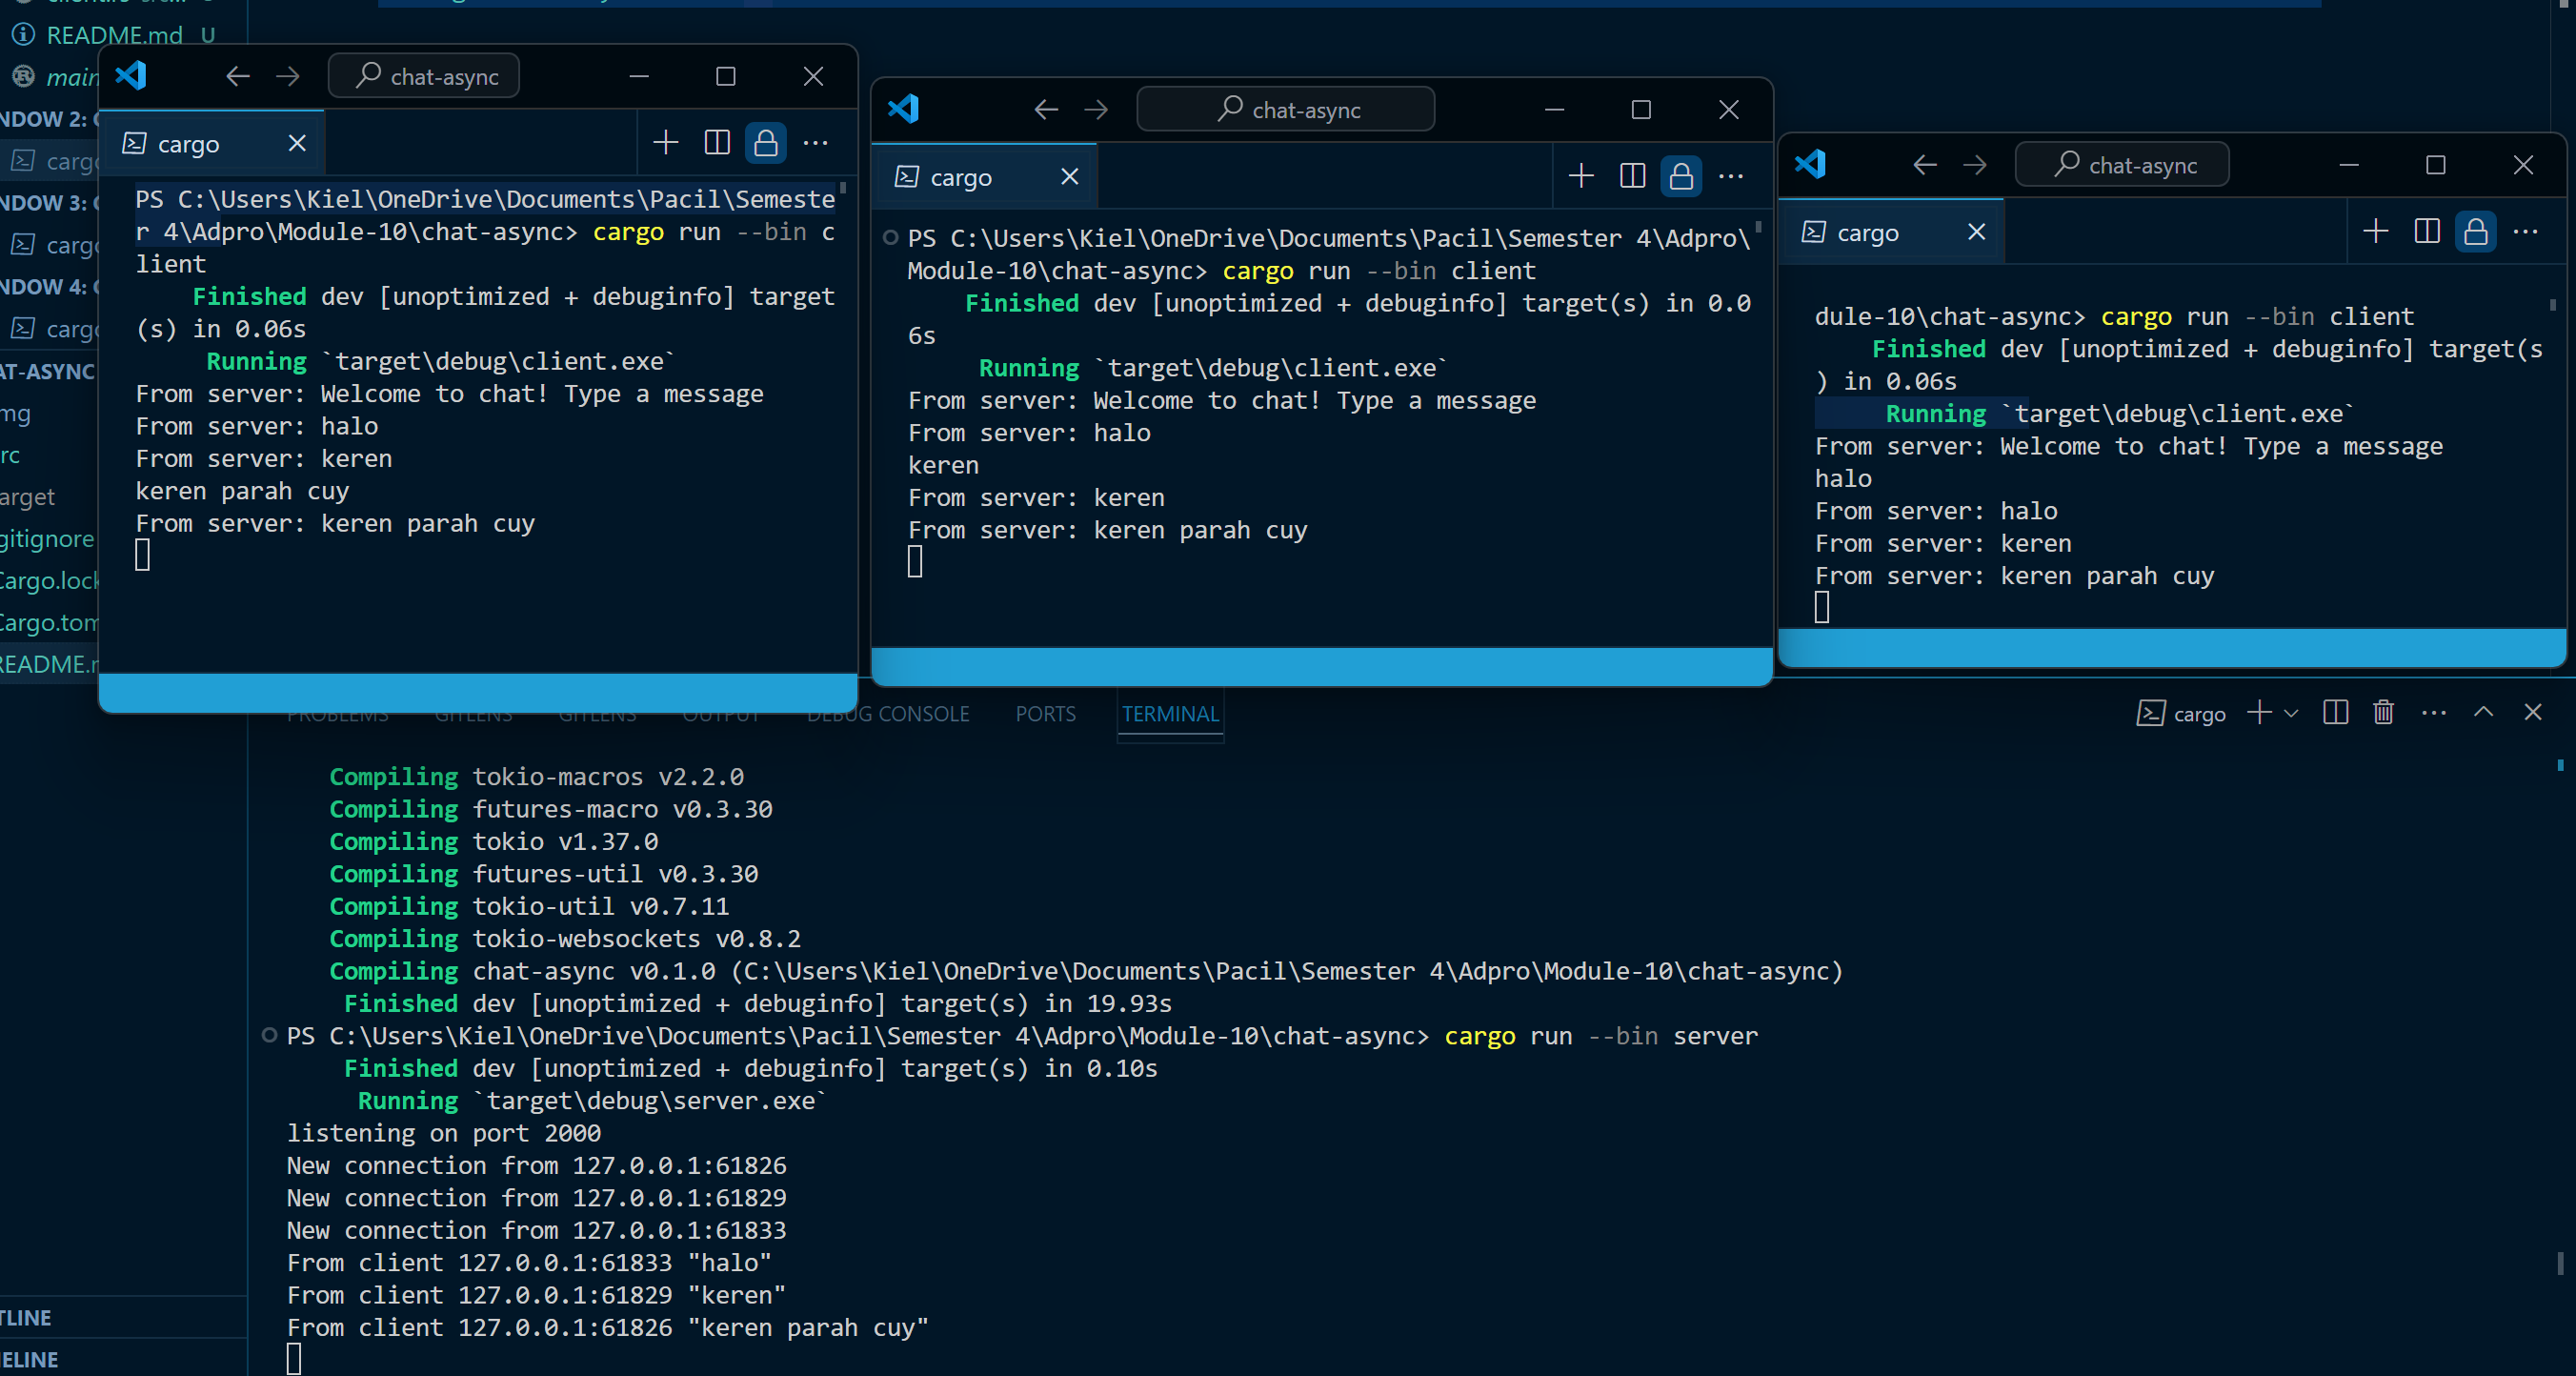 README.md U
main
NDOW 2:
cargo
NDOW 3:
cargo
NDOW 4:
cargo
AT-ASYNC
mg
rc
arget
gitignore
Cargo.lock
Cargo.tom
README.m
TLINE
ELINE
chat-async
cargo
PS C:\Users\Kiel\OneDrive\Documents\Pacil\Semeste
r 4\Adpro\Module-10\chat-async> cargo run --bin c
lient
Finished dev [unoptimized + debuginfo] target
(s) in 0.06s
Running `target\debug\client.exe`
From server: Welcome to chat! Type a message
From server: halo
From server: keren
keren parah cuy
From server: keren parah cuy
chat-async
cargo
PS C:\Users\Kiel\OneDrive\Documents\Pacil\Semester 4\Adpro\
Module-10\chat-async> cargo run --bin client
Finished dev [unoptimized + debuginfo] target(s) in 0.0
6s
Running `target\debug\client.exe`
From server: Welcome to chat! Type a message
From server: halo
keren
From server: keren
From server: keren parah cuy
chat-async
cargo
dule-10\chat-async> cargo run --bin client
Finished dev [unoptimized + debuginfo] target(s
) in 0.06s
Running `target\debug\client.exe`
From server: Welcome to chat! Type a message
halo
From server: halo
From server: keren
From server: keren parah cuy
PROBLEMS GITLENS GITLENS OUTPUT DEBUG CONSOLE PORTS TERMINAL cargo
Compiling tokio-macros v2.2.0
Compiling futures-macro v0.3.30
Compiling tokio v1.37.0
Compiling futures-util v0.3.30
Compiling tokio-util v0.7.11
Compiling tokio-websockets v0.8.2
Compiling chat-async v0.1.0 (C:\Users\Kiel\OneDrive\Documents\Pacil\Semester 4\Adpro\Module-10\chat-async)
Finished dev [unoptimized + debuginfo] target(s) in 19.93s
PS C:\Users\Kiel\OneDrive\Documents\Pacil\Semester 4\Adpro\Module-10\chat-async> cargo run --bin server
Finished dev [unoptimized + debuginfo] target(s) in 0.10s
Running `target\debug\server.exe`
listening on port 2000
New connection from 127.0.0.1:61826
New connection from 127.0.0.1:61829
New connection from 127.0.0.1:61833
From client 127.0.0.1:61833 "halo"
From client 127.0.0.1:61829 "keren"
From client 127.0.0.1:61826 "keren parah cuy"